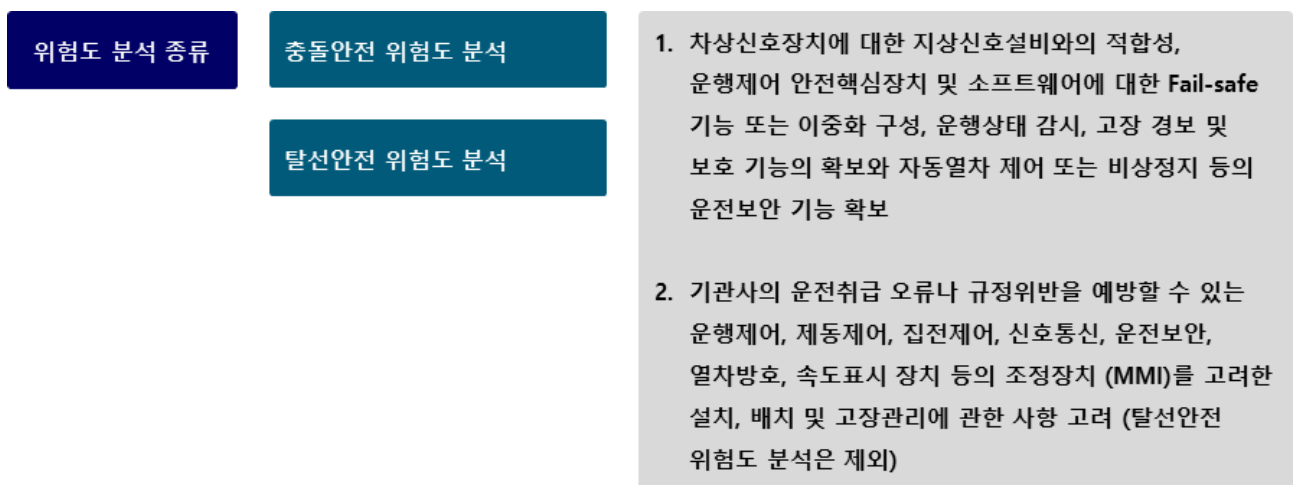 위험도 분석 종류
충돌안전 위험도 분석
탈선안전 위험도 분석
1. 차상신호장치에 대한 지상신호설비와의 적합성,
운행제어 안전핵심장치 및 소프트웨어에 대한 Fail-safe
기능 또는 이중화 구성, 운행상태 감시, 고장 경보 및
보호 기능의 확보와 자동열차 제어 또는 비상정지 등의
운전보안 기능 확보
2. 기관사의 운전취급 오류나 규정위반을 예방할 수 있는
운행제어, 제동제어, 집전제어, 신호통신, 운전보안,
열차방호, 속도표시 장치 등의 조정장치 (MMI)를 고려한
설치, 배치 및 고장관리에 관한 사항 고려 (탈선안전
위험도 분석은 제외)